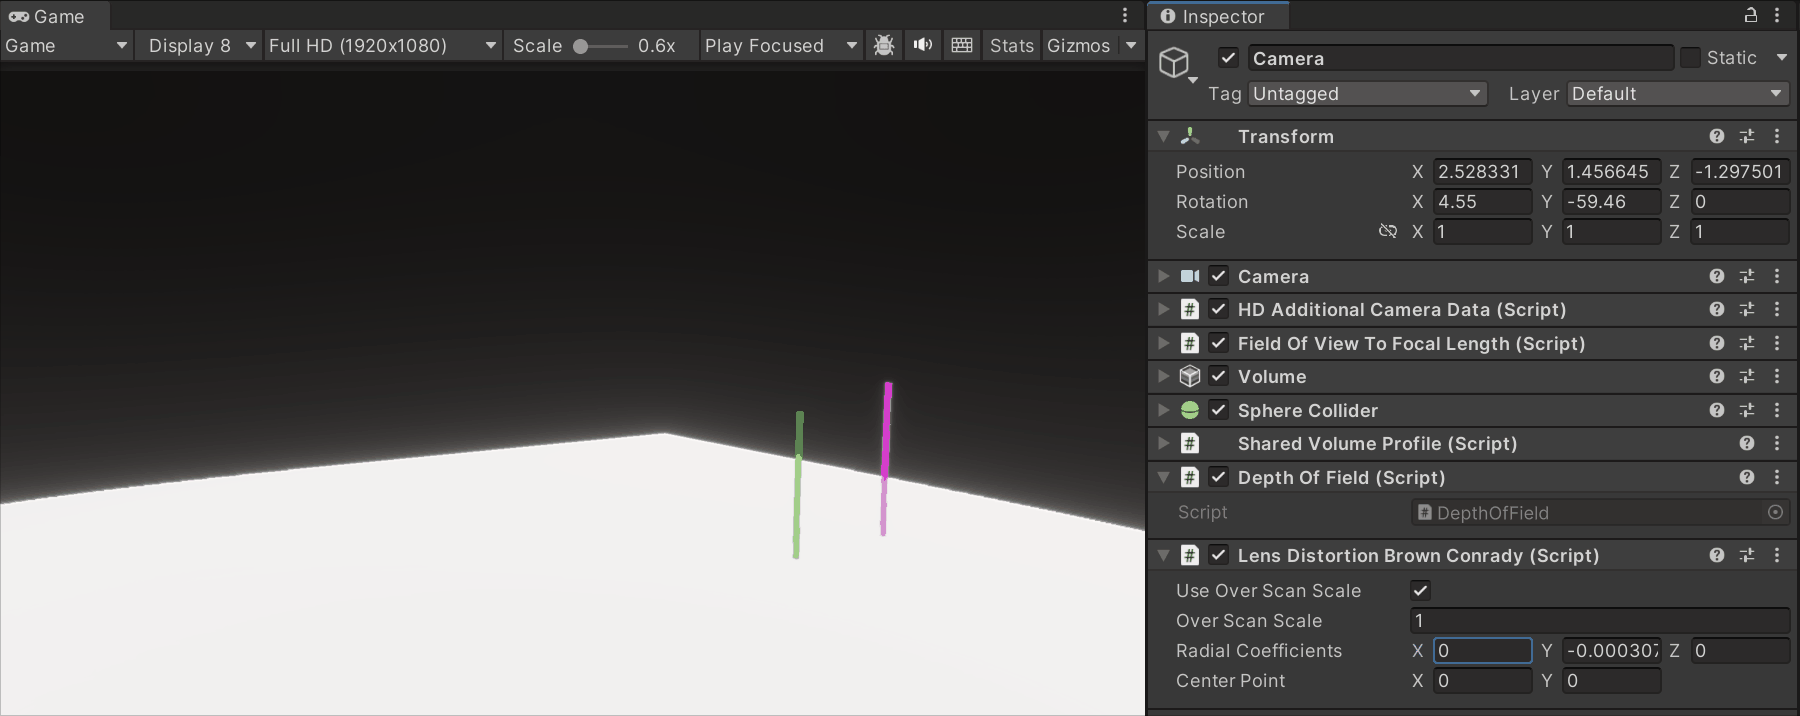 Game
Game Display 8 Full HD (1920x1080) Scale 0.6x Play Focused Stats Gizmos
Inspector
Camera Static
Tag Untagged Layer Default
Transform
Position X 2.528331 Y 1.456645 Z -1.297501
Rotation X 4.55 Y -59.46 Z 0
Scale X 1 Y 1 Z 1
Camera
# HD Additional Camera Data (Script)
# Field Of View To Focal Length (Script)
Volume
Sphere Collider
# Shared Volume Profile (Script)
# Depth Of Field (Script)
Script # DepthOfField
# Lens Distortion Brown Conrady (Script)
Use Over Scan Scale
Over Scan Scale 1
Radial Coefficients X 0 Y -0.000307 Z 0
Center Point X 0 Y 0